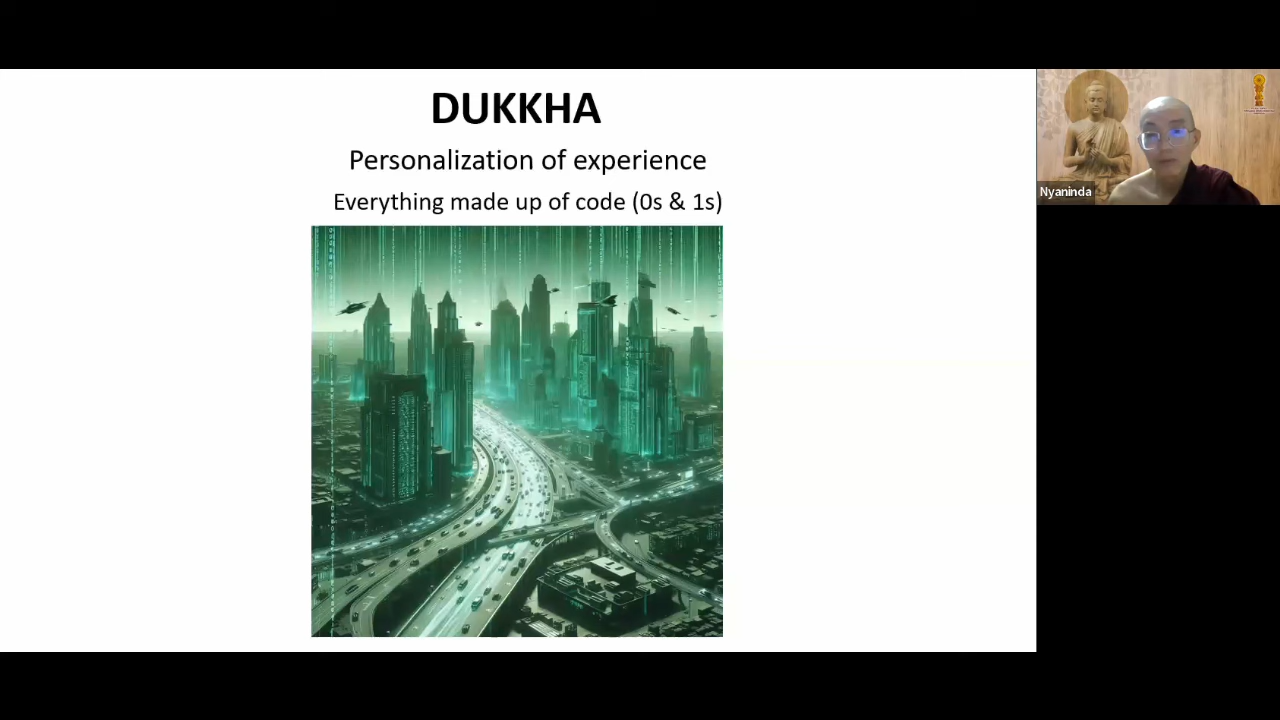 DUKKHA
Personalization of experience
Everything made up of code (0s & 1s)
Nyaninda